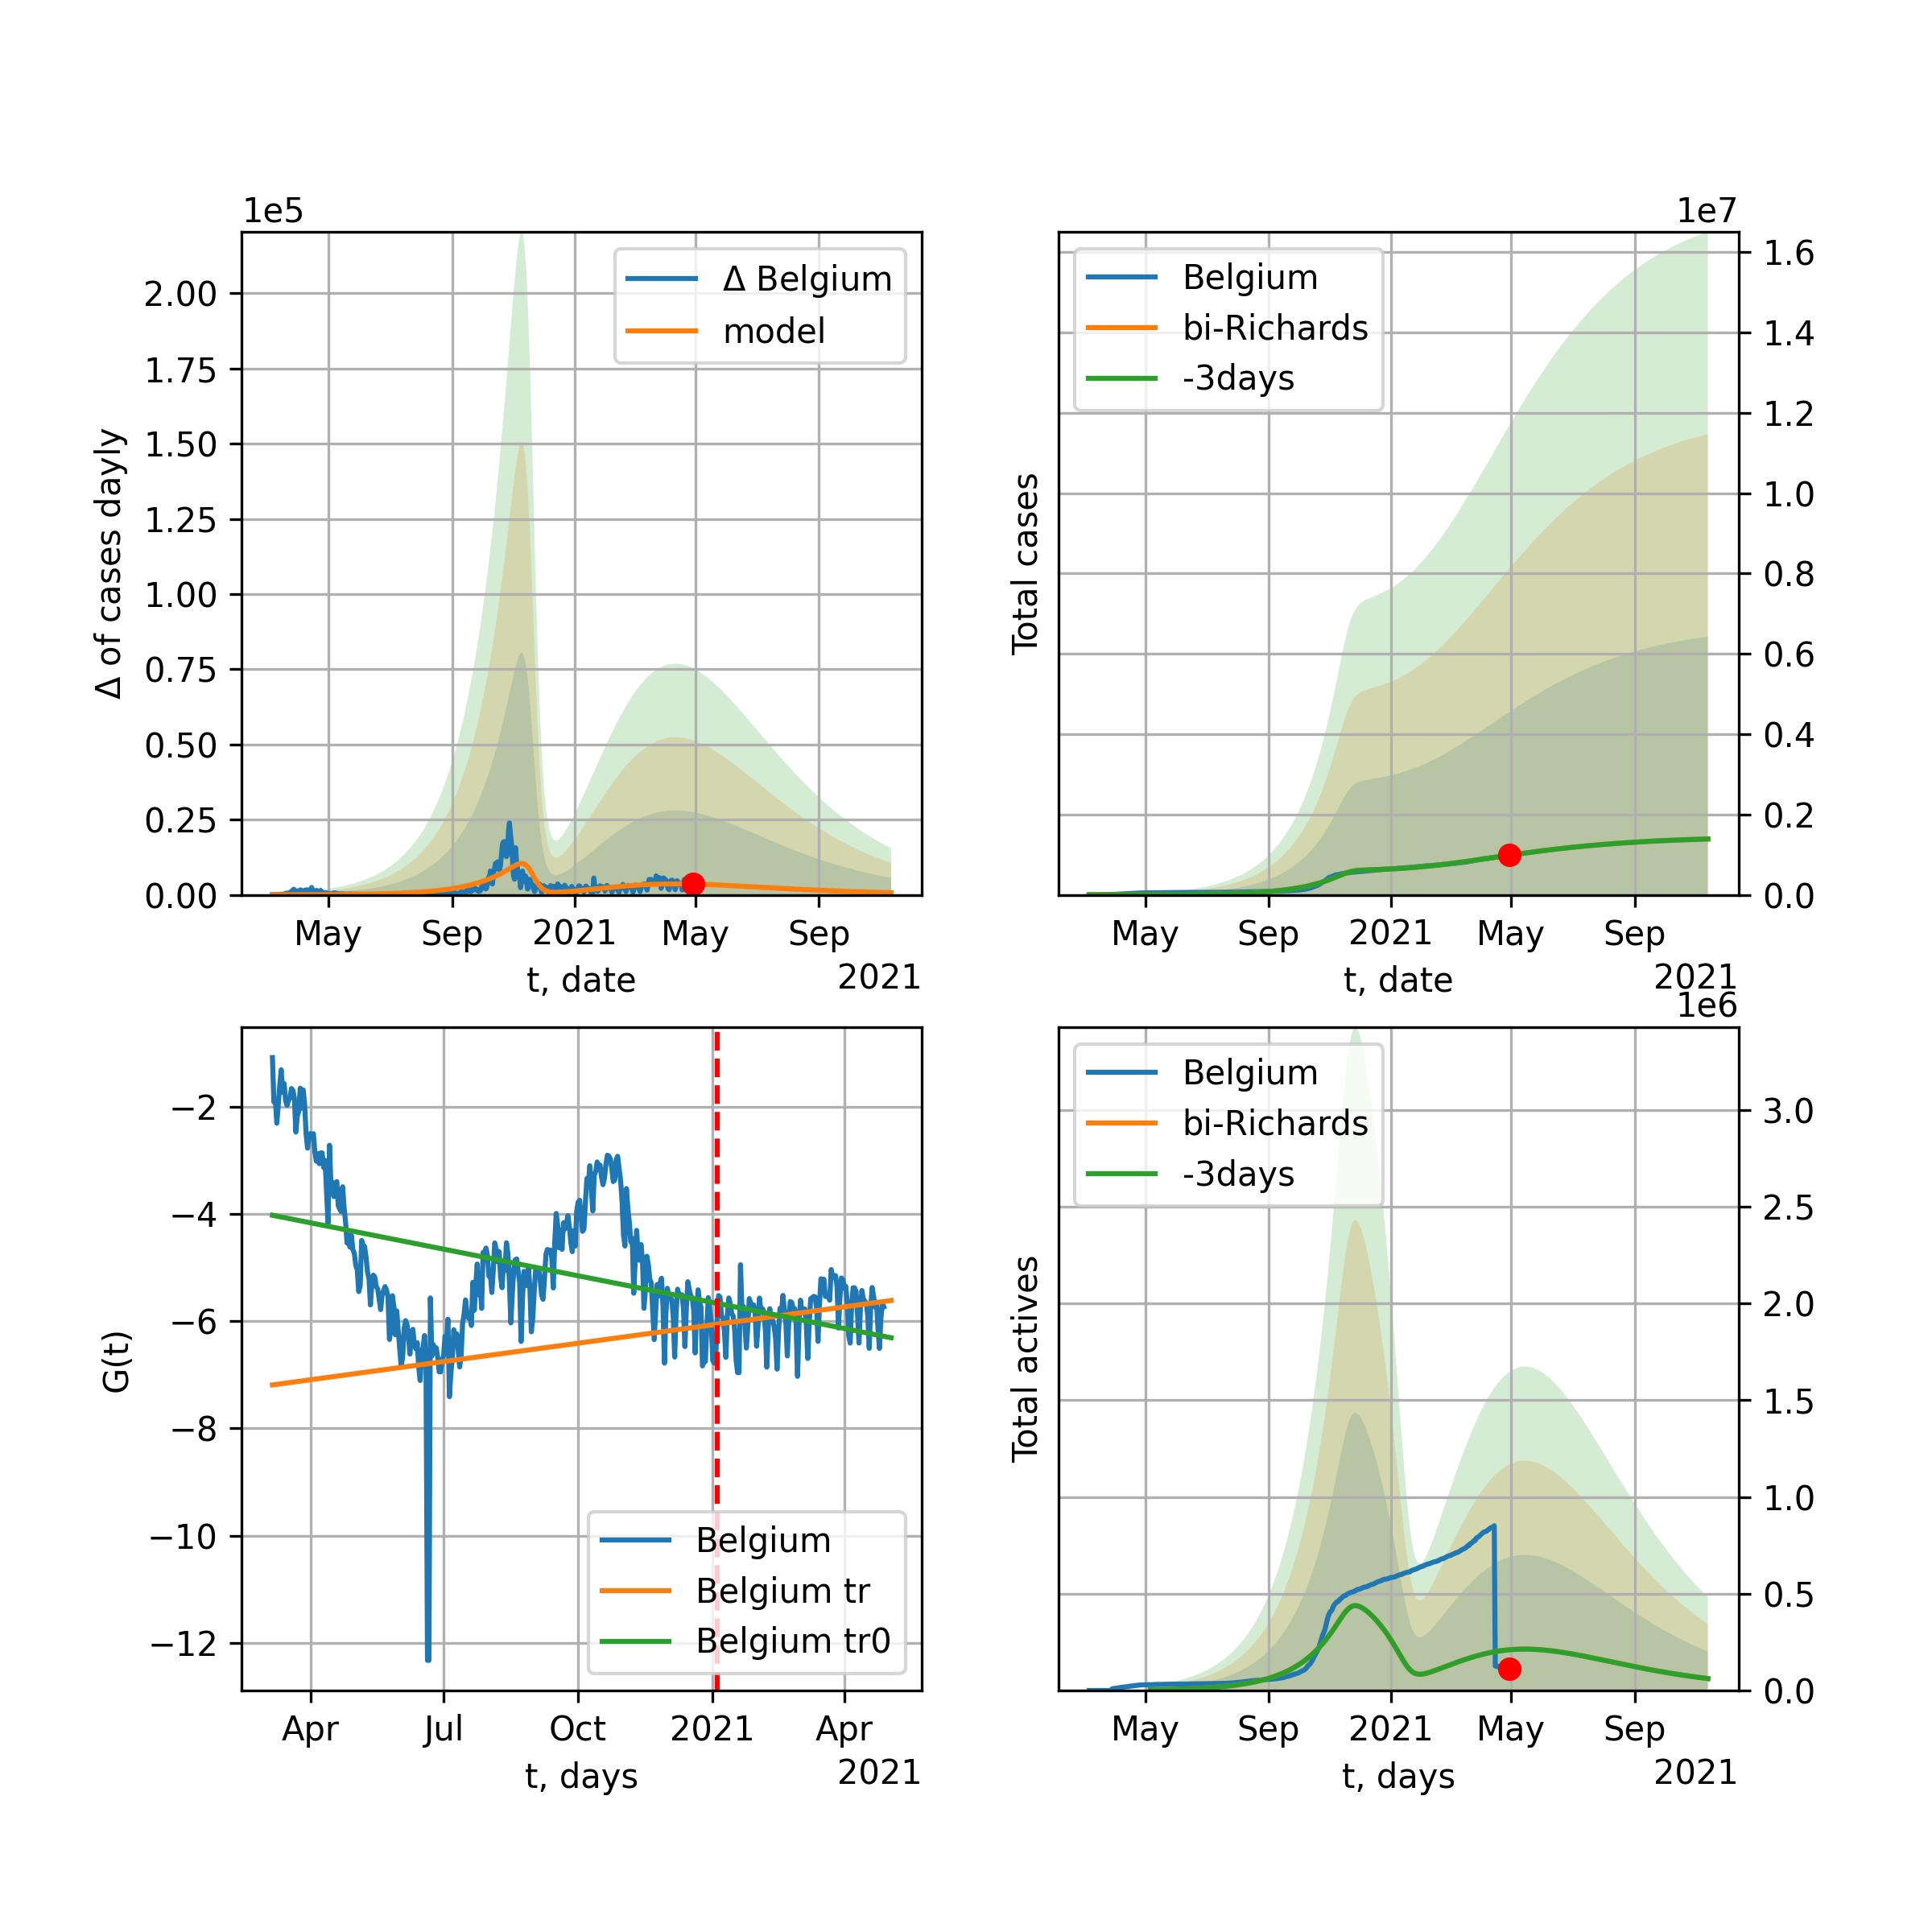 1e5
Δ of cases dayly
2.00
1.75
1.50
1.25
1.00
0.75
0.50
0.25
0.00
Δ Belgium
model
May Sep 2021 May Sep
t, date
2021
1e7
Total cases
Belgium
bi-Richards
-3days
1.6
1.4
1.2
1.0
0.8
0.6
0.4
0.2
0.0
May Sep 2021 May Sep
t, date
2021
G(t)
−2
−4
−6
−8
−10
−12
Belgium
Belgium tr
Belgium tr0
Apr Jul Oct 2021 Apr
t, days
2021
1e6
Total actives
Belgium
bi-Richards
-3days
3.0
2.5
2.0
1.5
1.0
0.5
0.0
May Sep 2021 May Sep
t, days
2021